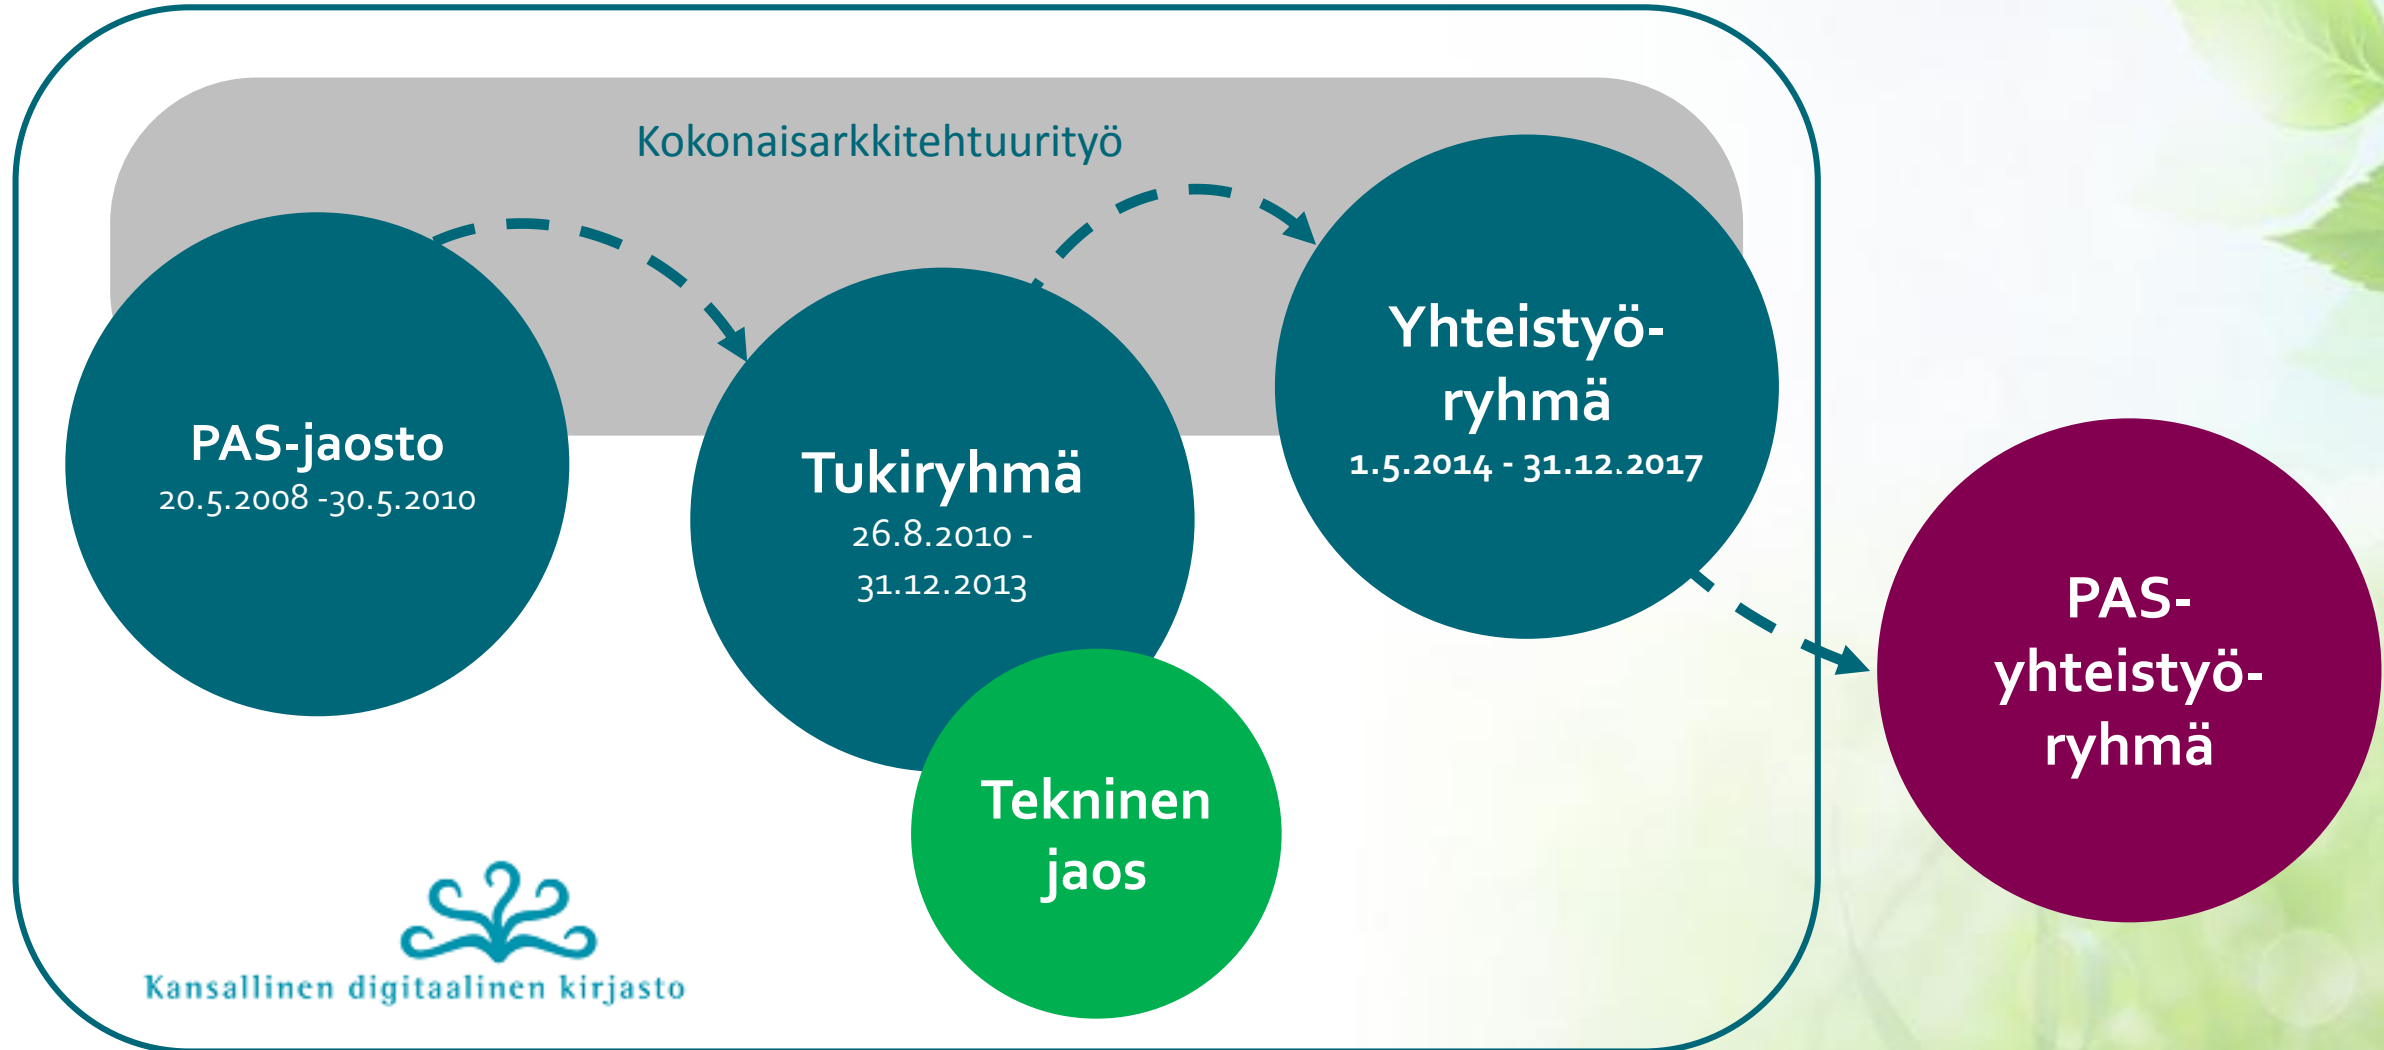 Kokonaisarkkitehtuurityö
PAS-jaosto
20.5.2008 -30.5.2010
Tukiryhmä
26.8.2010 -
31.12.2013
Yhteistyö-
ryhmä
1.5.2014 - 31.12.2017
PAS-
yhteistyö-
ryhmä
Tekninen
jaos
Kansallinen digitaalinen kirjasto